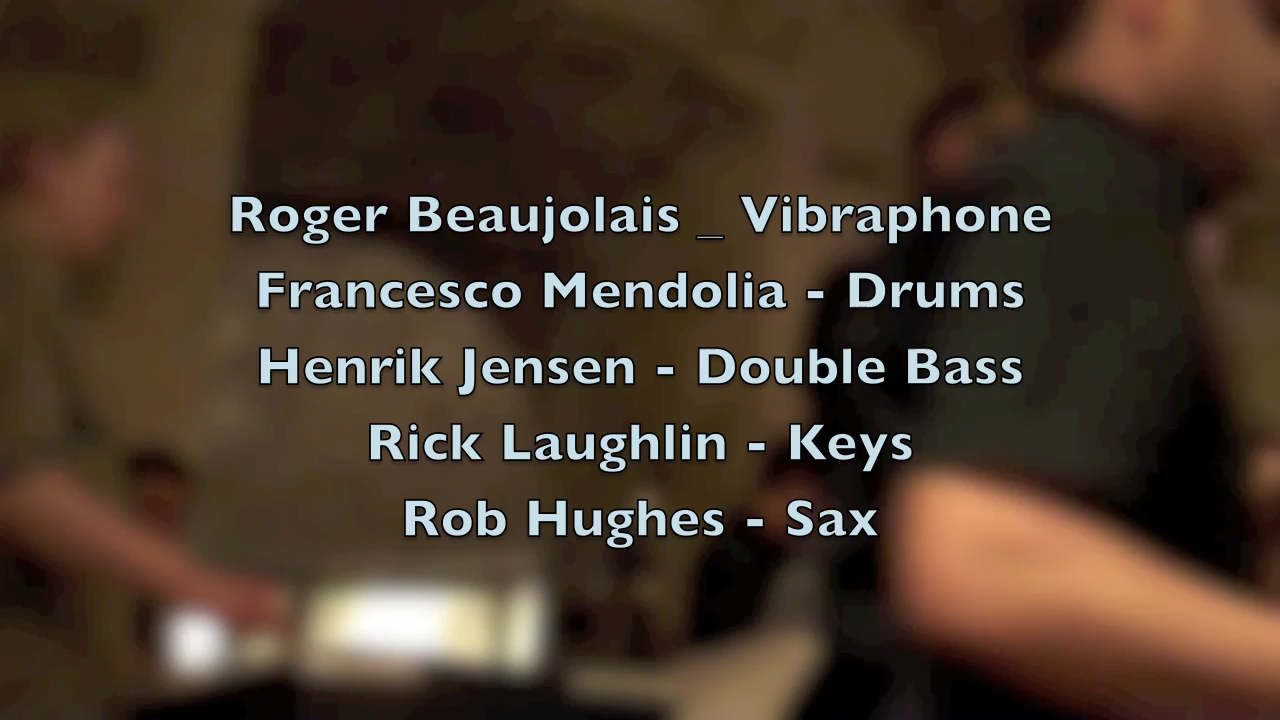 Roger Beaujolais _ Vibraphone
Francesco Mendolia - Drums
Henrik Jensen - Double Bass
Rick Laughlin - Keys
Rob Hughes - Sax